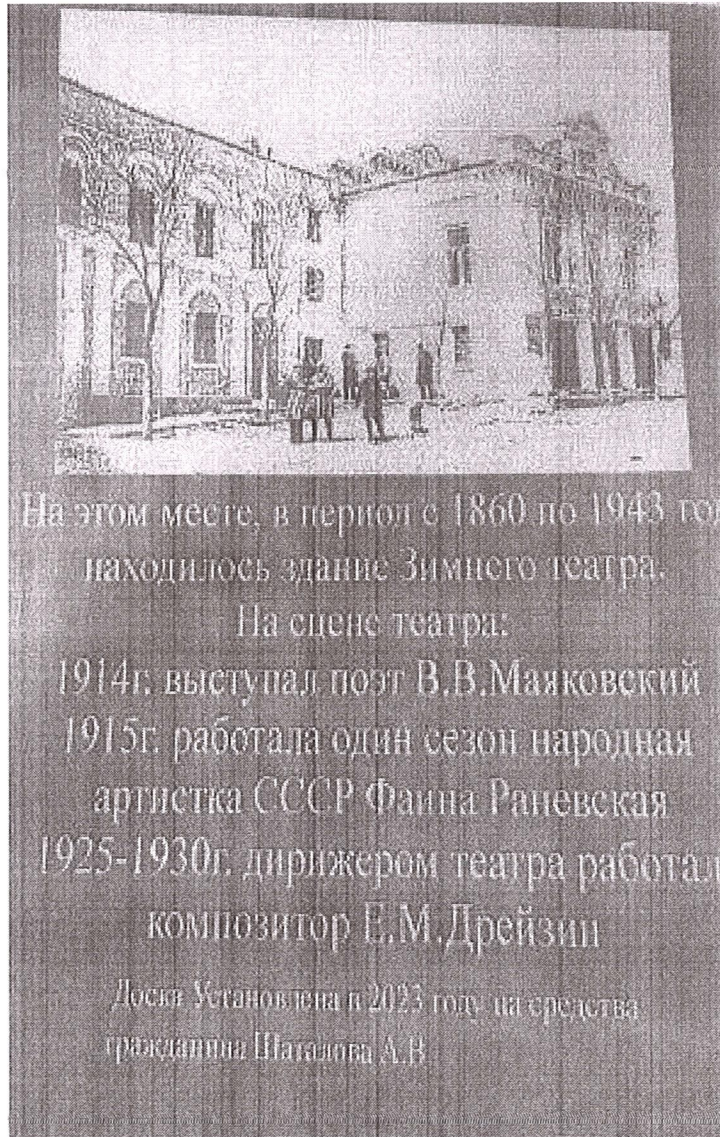 На этом месте, в период с 1860 по 1943 год
находилось здание Зимнего театра.
На сцене театра:
1914г. выступал поэт В.В.Маяковский
1915г. работала один сезон народная
артистка СССР Фаина Раневская
1925-1930г. дирижером театра работал
композитор Е.М.Дрейзин
Доска Установлена в 2023 году на средства
гражданина Шаталова А.В